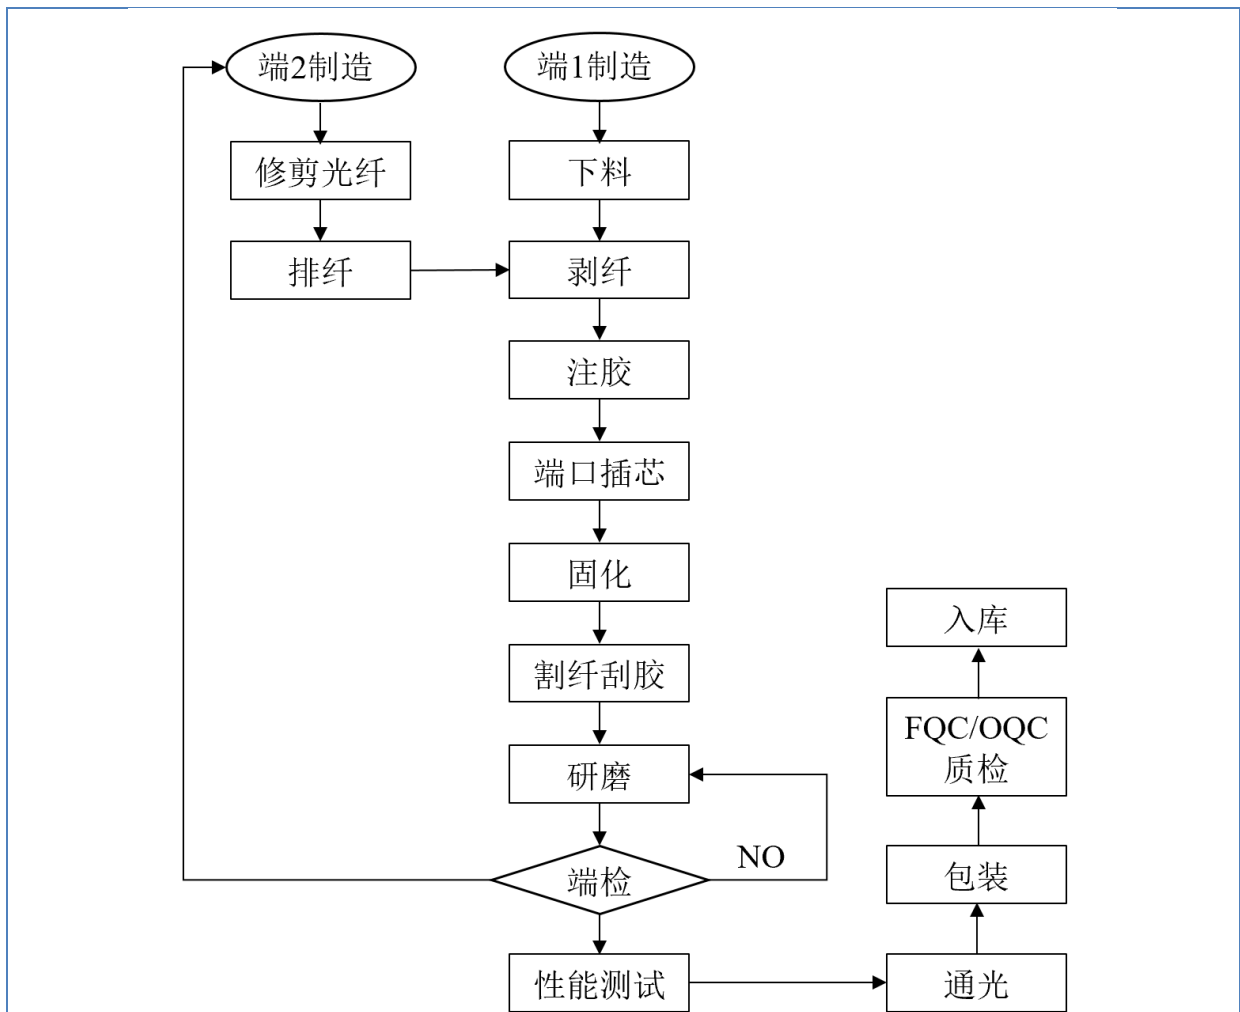 端2制造
端1制造
修剪光纤
下料
排纤
剥纤
注胶
端口插芯
固化
入库
割纤刮胶
FQC/OQC
质检
研磨
NO
包装
端检
性能测试
通光